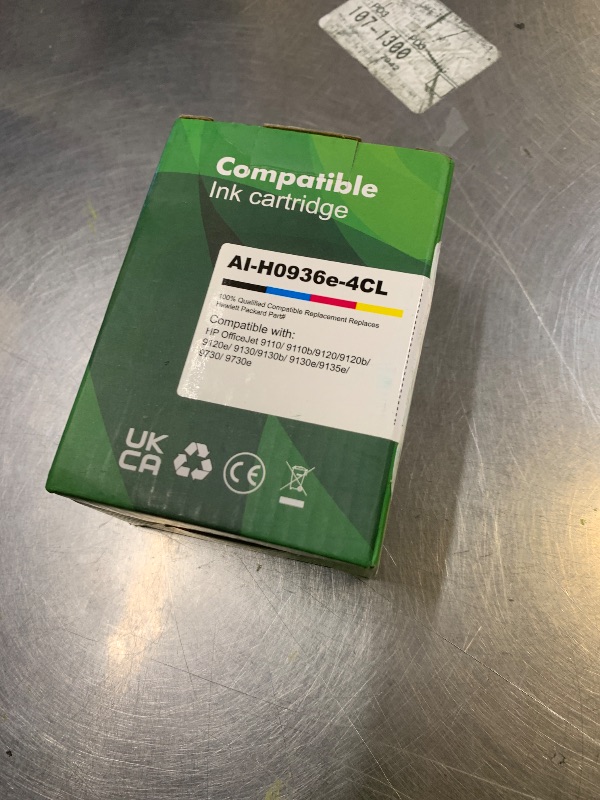 107-1300
Compatible
Ink cartridge
AI-H0936e-4CL
100% Qualified Compatible Replacement Replaces
Hewlett Packard Part#
Compatible with:
HP OfficeJet 9110/ 9110b/9120/9120b/
9120e/ 9130/9130b/ 9130e/9135e/
9730/ 9730e
UK
CA
CE